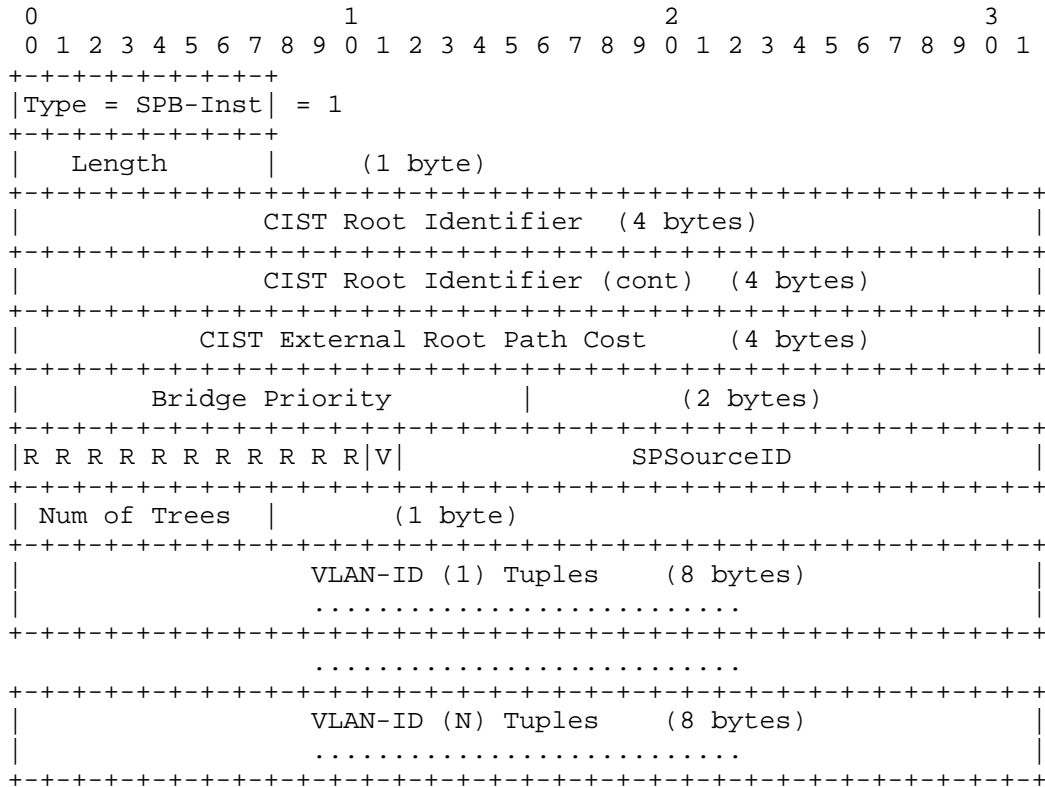 0                   1                   2                   3
 0 1 2 3 4 5 6 7 8 9 0 1 2 3 4 5 6 7 8 9 0 1 2 3 4 5 6 7 8 9 0 1
+-+-+-+-+-+-+-+-+
|Type = SPB-Inst| = 1
+-+-+-+-+-+-+-+-+
|   Length      |     (1 byte)
+-+-+-+-+-+-+-+-+-+-+-+-+-+-+-+-+-+-+-+-+-+-+-+-+-+-+-+-+-+-+-+-+
|               CIST Root Identifier  (4 bytes)                 |
+-+-+-+-+-+-+-+-+-+-+-+-+-+-+-+-+-+-+-+-+-+-+-+-+-+-+-+-+-+-+-+-+
|               CIST Root Identifier (cont)  (4 bytes)          |
+-+-+-+-+-+-+-+-+-+-+-+-+-+-+-+-+-+-+-+-+-+-+-+-+-+-+-+-+-+-+-+-+
|           CIST External Root Path Cost     (4 bytes)          |
+-+-+-+-+-+-+-+-+-+-+-+-+-+-+-+-+-+-+-+-+-+-+-+-+-+-+-+-+-+-+-+-+
|        Bridge Priority        |         (2 bytes)
+-+-+-+-+-+-+-+-+-+-+-+-+-+-+-+-+-+-+-+-+-+-+-+-+-+-+-+-+-+-+-+-+
|R R R R R R R R R R R|V|              SPSourceID               |
+-+-+-+-+-+-+-+-+-+-+-+-+-+-+-+-+-+-+-+-+-+-+-+-+-+-+-+-+-+-+-+-+
| Num of Trees  |       (1 byte)
+-+-+-+-+-+-+-+-+-+-+-+-+-+-+-+-+-+-+-+-+-+-+-+-+-+-+-+-+-+-+-+-+
|                  VLAN-ID (1) Tuples    (8 bytes)              |
|                  ...........................                  |
+-+-+-+-+-+-+-+-+-+-+-+-+-+-+-+-+-+-+-+-+-+-+-+-+-+-+-+-+-+-+-+-+
                   ...........................
+-+-+-+-+-+-+-+-+-+-+-+-+-+-+-+-+-+-+-+-+-+-+-+-+-+-+-+-+-+-+-+-+
|                  VLAN-ID (N) Tuples    (8 bytes)              |
|                  ...........................                  |
+-+-+-+-+-+-+-+-+-+-+-+-+-+-+-+-+-+-+-+-+-+-+-+-+-+-+-+-+-+-+-+-+